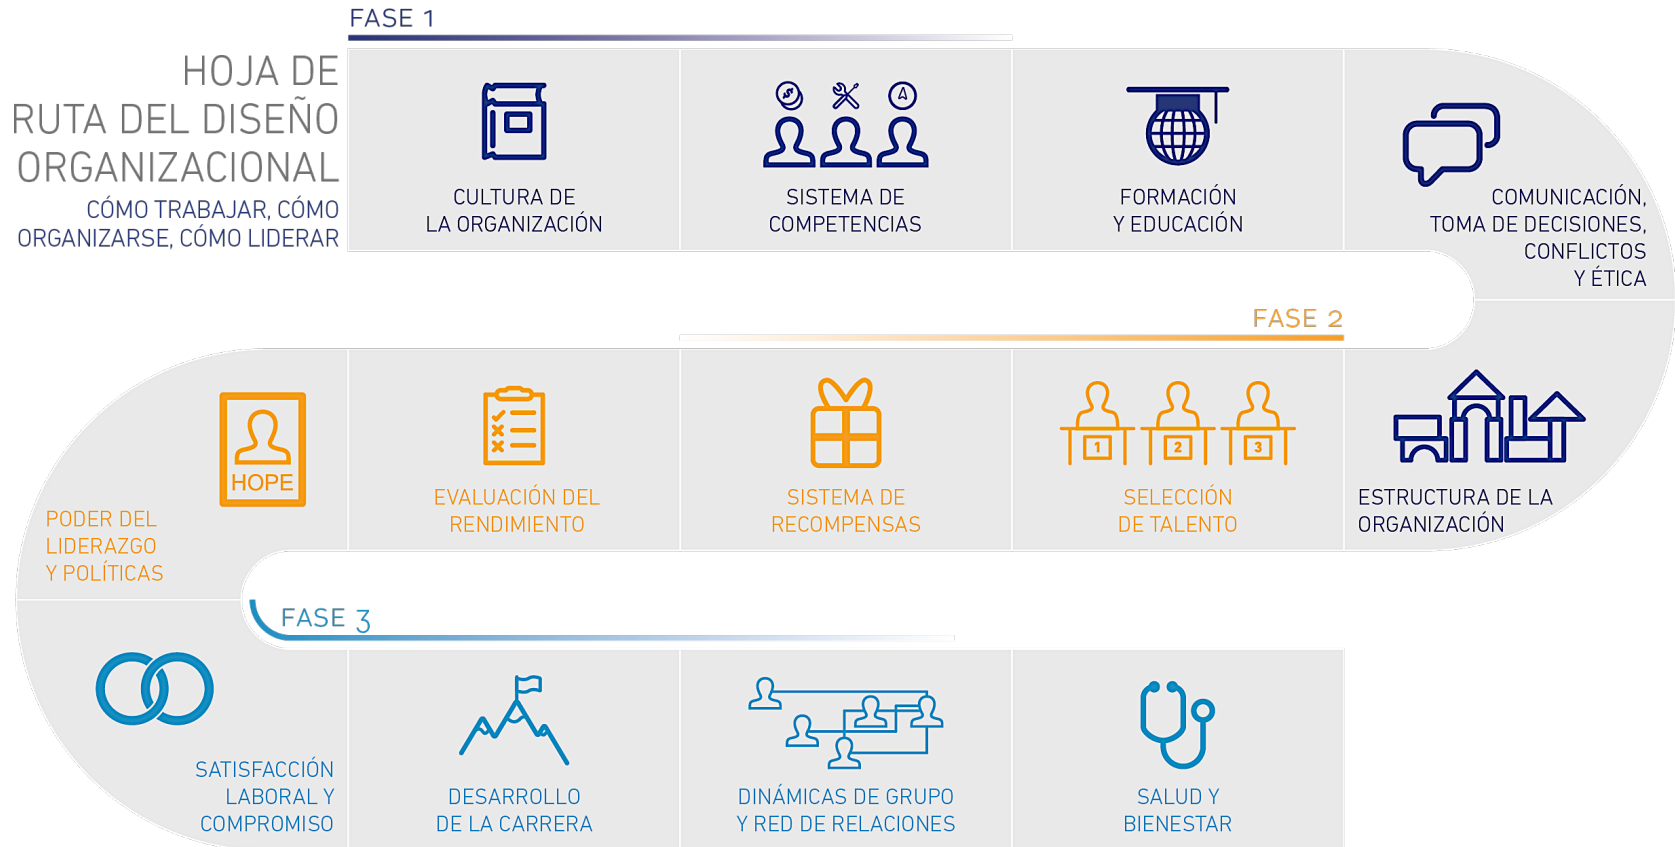 FASE 1
HOJA DE
RUTA DEL DISEÑO
ORGANIZACIONAL
CÓMO TRABAJAR, CÓMO
ORGANIZARSE, CÓMO LIDERAR
CULTURA DE
LA ORGANIZACIÓN
$
SISTEMA DE
COMPETENCIAS
FORMACIÓN
Y EDUCACIÓN
COMUNICACIÓN,
TOMA DE DECISIONES,
CONFLICTOS
Y ÉTICA
ESTRUCTURA DE LA
ORGANIZACIÓN
FASE 2
1 2 3
SELECCIÓN
DE TALENTO
SISTEMA DE
RECOMPENSAS
EVALUACIÓN DEL
RENDIMIENTO
HOPE
PODER DEL
LIDERAZGO
Y POLÍTICAS
FASE 3
SATISFACCIÓN
LABORAL Y
COMPROMISO
DESARROLLO
DE LA CARRERA
DINÁMICAS DE GRUPO
Y RED DE RELACIONES
SALUD Y
BIENESTAR